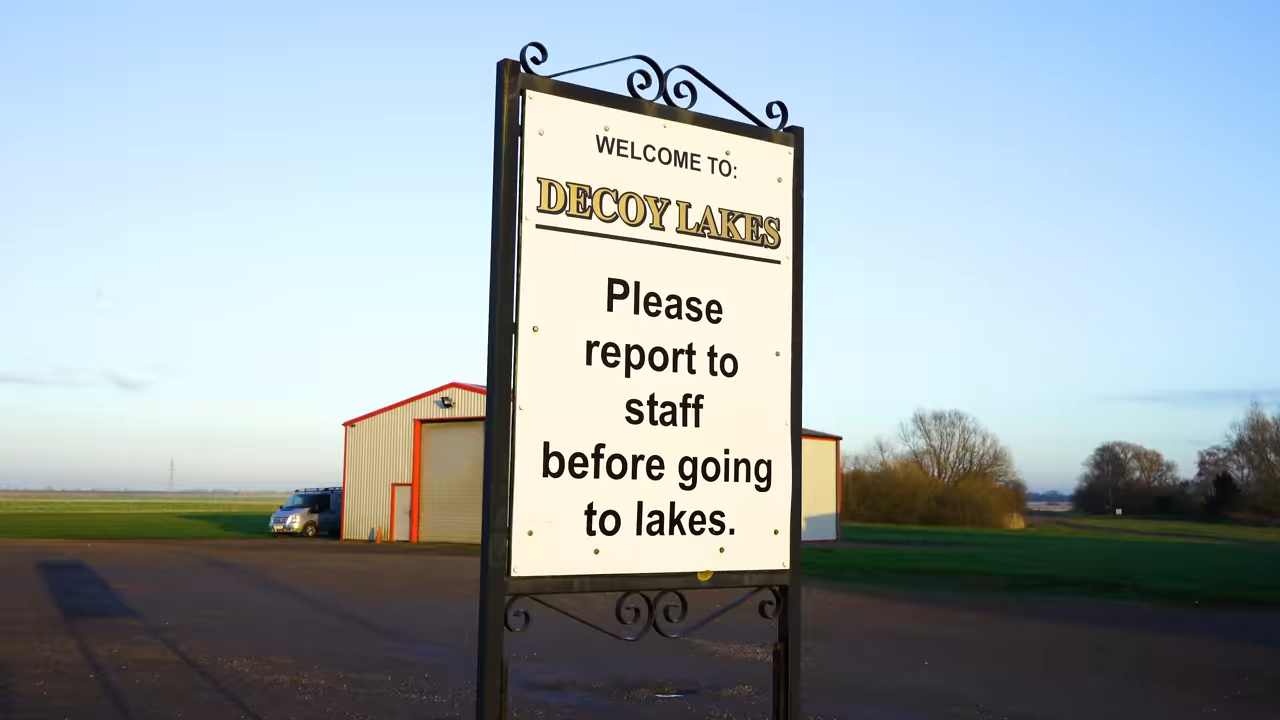 WELCOME TO:
DECOY LAKES
Please
report to
staff
before going
to lakes.